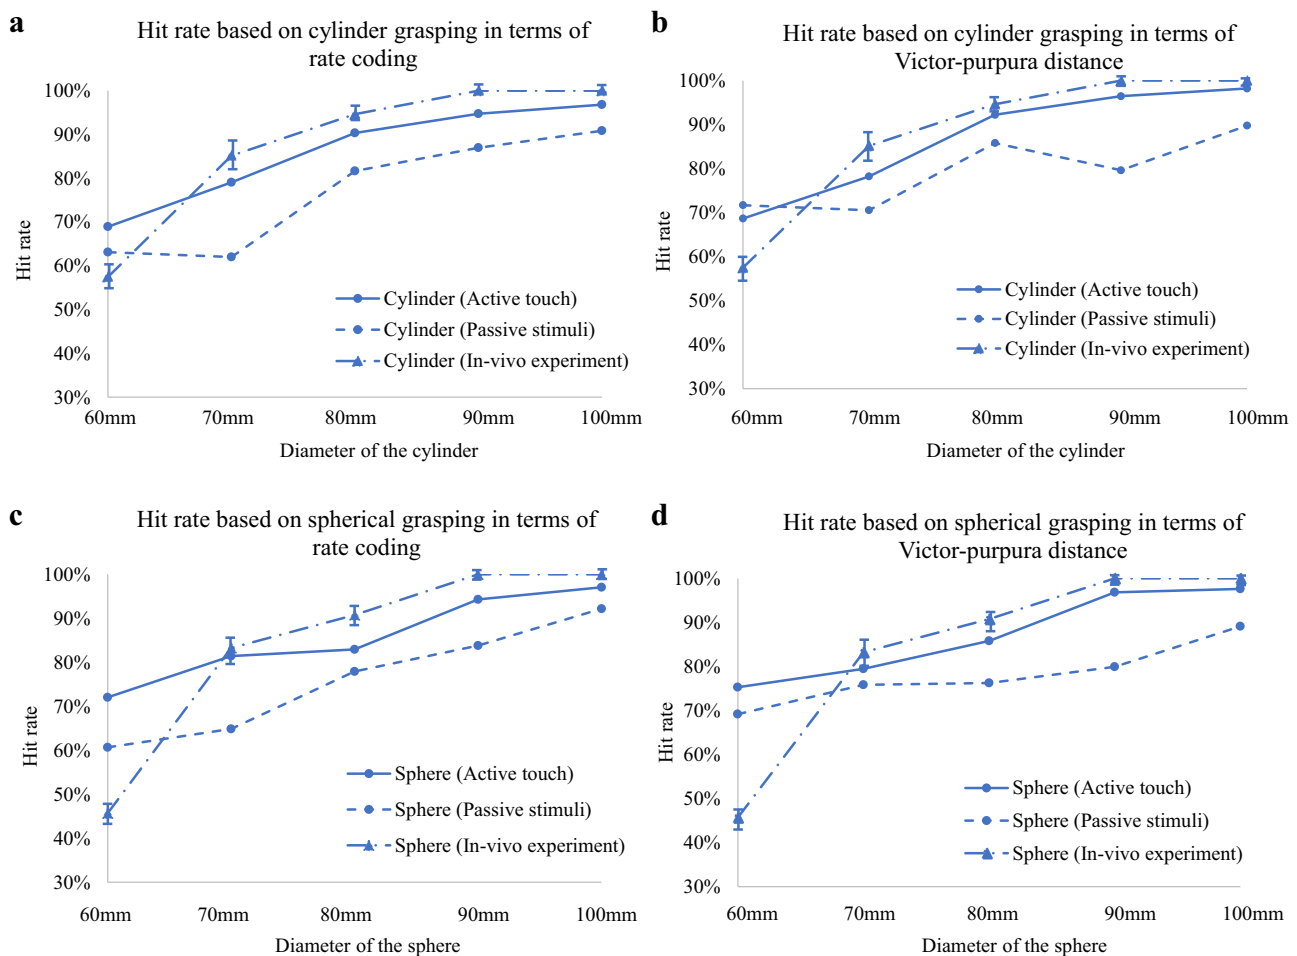 a
Hit rate based on cylinder grasping in terms of
rate coding
100%
90%
80%
70%
60%
50%
40%
30%
Hit rate
Cylinder (Active touch)
Cylinder (Passive stimuli)
Cylinder (In-vivo experiment)
60mm 70mm 80mm 90mm 100mm
Diameter of the cylinder
b
Hit rate based on cylinder grasping in terms of
Victor-purpura distance
100%
90%
80%
70%
60%
50%
40%
30%
Hit rate
Cylinder (Active touch)
Cylinder (Passive stimuli)
Cylinder (In-vivo experiment)
60mm 70mm 80mm 90mm 100mm
Diameter of the cylinder
c
Hit rate based on spherical grasping in terms of
rate coding
100%
90%
80%
70%
60%
50%
40%
30%
Hit rate
Sphere (Active touch)
Sphere (Passive stimuli)
Sphere (In-vivo experiment)
60mm 70mm 80mm 90mm 100mm
Diameter of the sphere
d
Hit rate based on spherical grasping in terms of
Victor-purpura distance
100%
90%
80%
70%
60%
50%
40%
30%
Hit rate
Sphere (Active touch)
Sphere (Passive stimuli)
Sphere (In-vivo experiment)
60mm 70mm 80mm 90mm 100mm
Diameter of the sphere